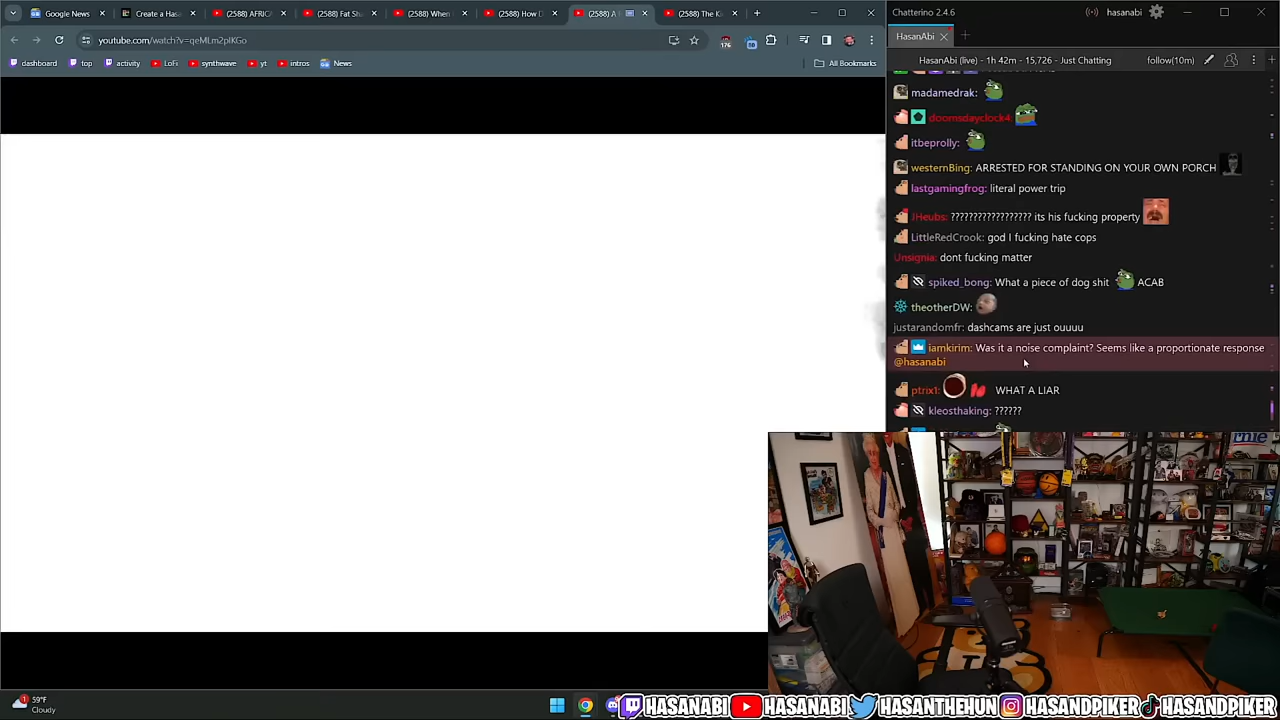 Google News
Create a Hasa
(2588) AFRICA
(2588) Fat Shu
(2588) When
(2588) How D
(2588) A
(2588) The Ki
youtube.com/watch?v=qeMLm2pIKGo
176
dashboard
top
activity
LoFi
synthwave
yt
intros
News
All Bookmarks
Chatterino 2.4.6
hasanabi
HasanAbi
HasanAbi (live) - 1h 42m - 15,726 - Just Chatting
follow(10m)
madamedrak:
doomsdayclock4:
itbeprolly:
westernBing: ARRESTED FOR STANDING ON YOUR OWN PORCH
lastgamingfrog: literal power trip
JHeubs: ????????????????? its his fucking property
LittleRedCrook: god I fucking hate cops
Unsignia: dont fucking matter
spiked_bong: What a piece of dog shit ACAB
theotherDW:
justarandomfr: dashcams are just ouuuu
iamkirim: Was it a noise complaint? Seems like a proportionate response
@hasanabi
ptrix1: WHAT A LIAR
kleosthaking: ??????
59°F
Cloudy
HASANABI
HASANABI
HASANTHEHUN
HASANDPIKER
HASANDPIKER